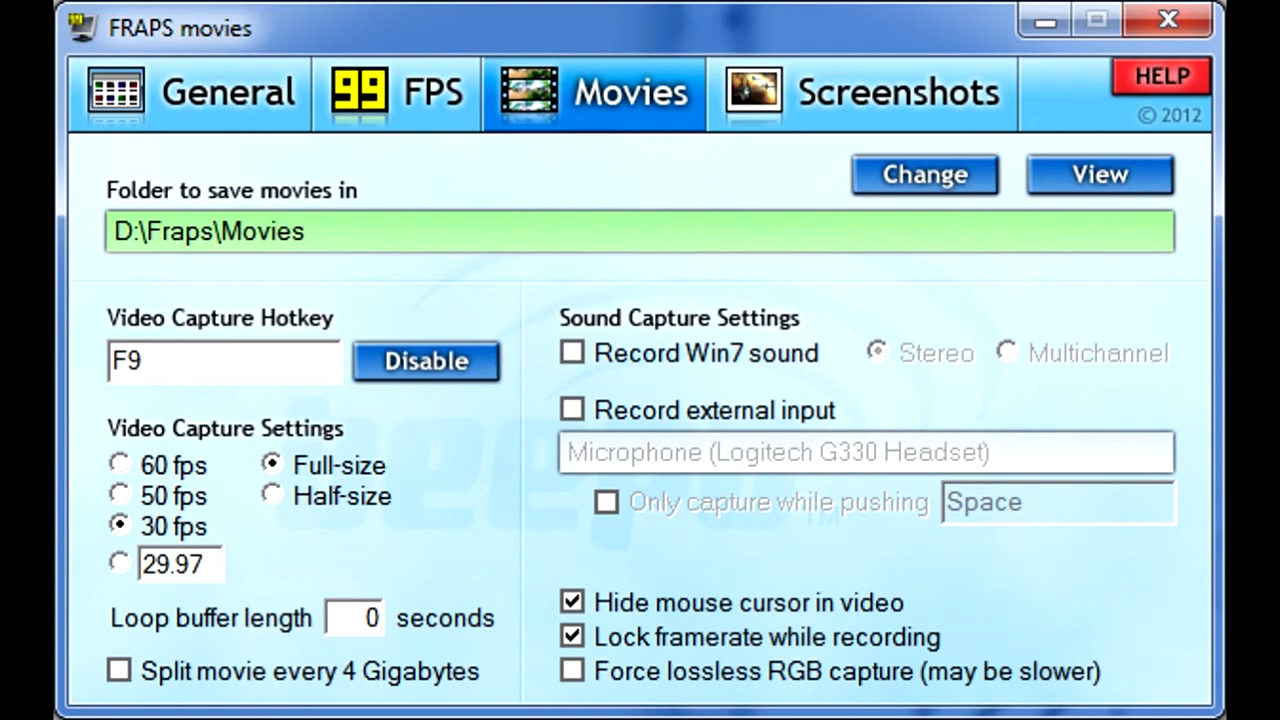 FRAPS movies
General 99 FPS Movies Screenshots HELP
© 2012
Change View
Folder to save movies in
D:\Fraps\Movies
Video Capture Hotkey
F9 Disable
Video Capture Settings
60 fps Full-size
50 fps Half-size
30 fps
29.97
Loop buffer length 0 seconds
Split movie every 4 Gigabytes
Sound Capture Settings
Record Win7 sound Stereo Multichannel
Record external input
Microphone (Logitech G330 Headset)
Only capture while pushing Space
Hide mouse cursor in video
Lock framerate while recording
Force lossless RGB capture (may be slower)
beepa TM